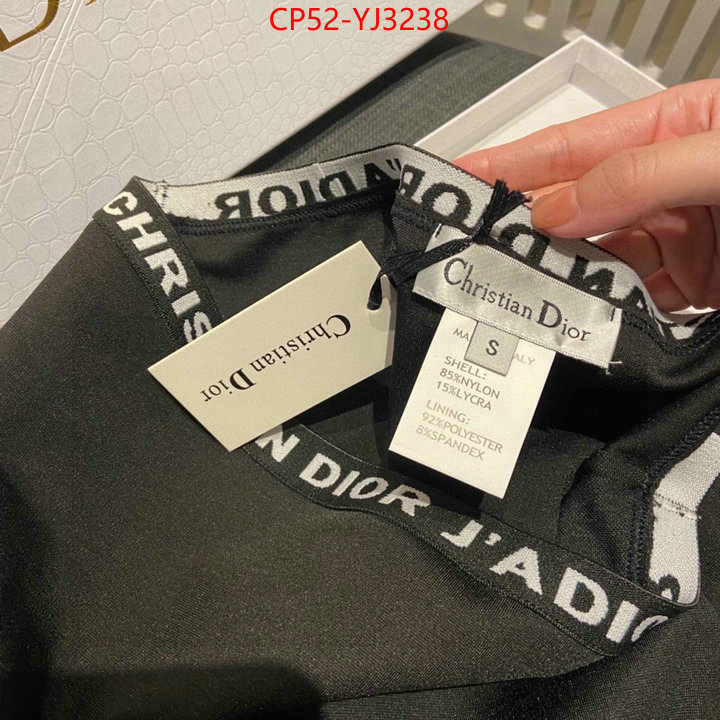 CP52-YJ3238
J'ADIOR
CHRIS
Christian Dior
Christian Dior
S
SHELL:
85%NYLON
15%LYCRA
LINING:
92%POLYESTER
8%SPANDEX
N DIOR J'ADIO